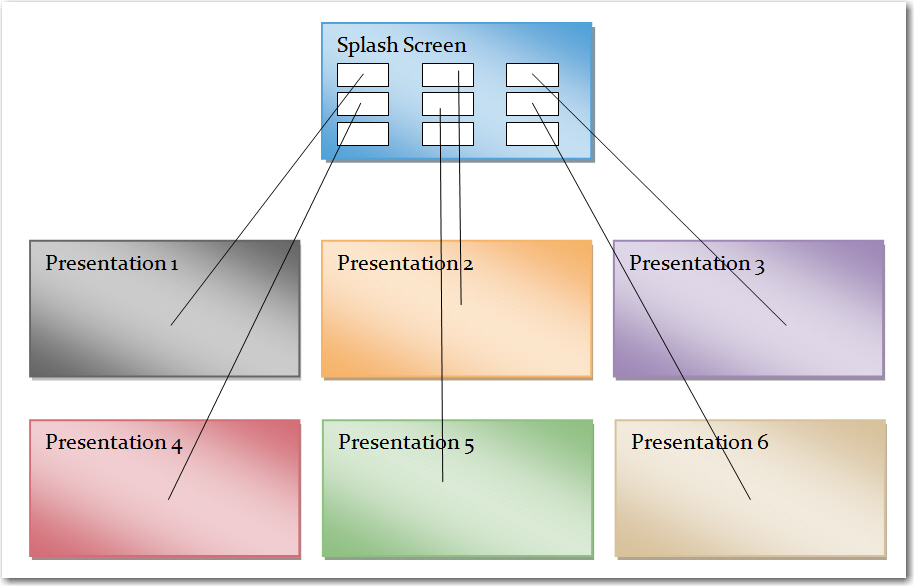 Splash Screen
Presentation 1
Presentation 2
Presentation 3
Presentation 4
Presentation 5
Presentation 6